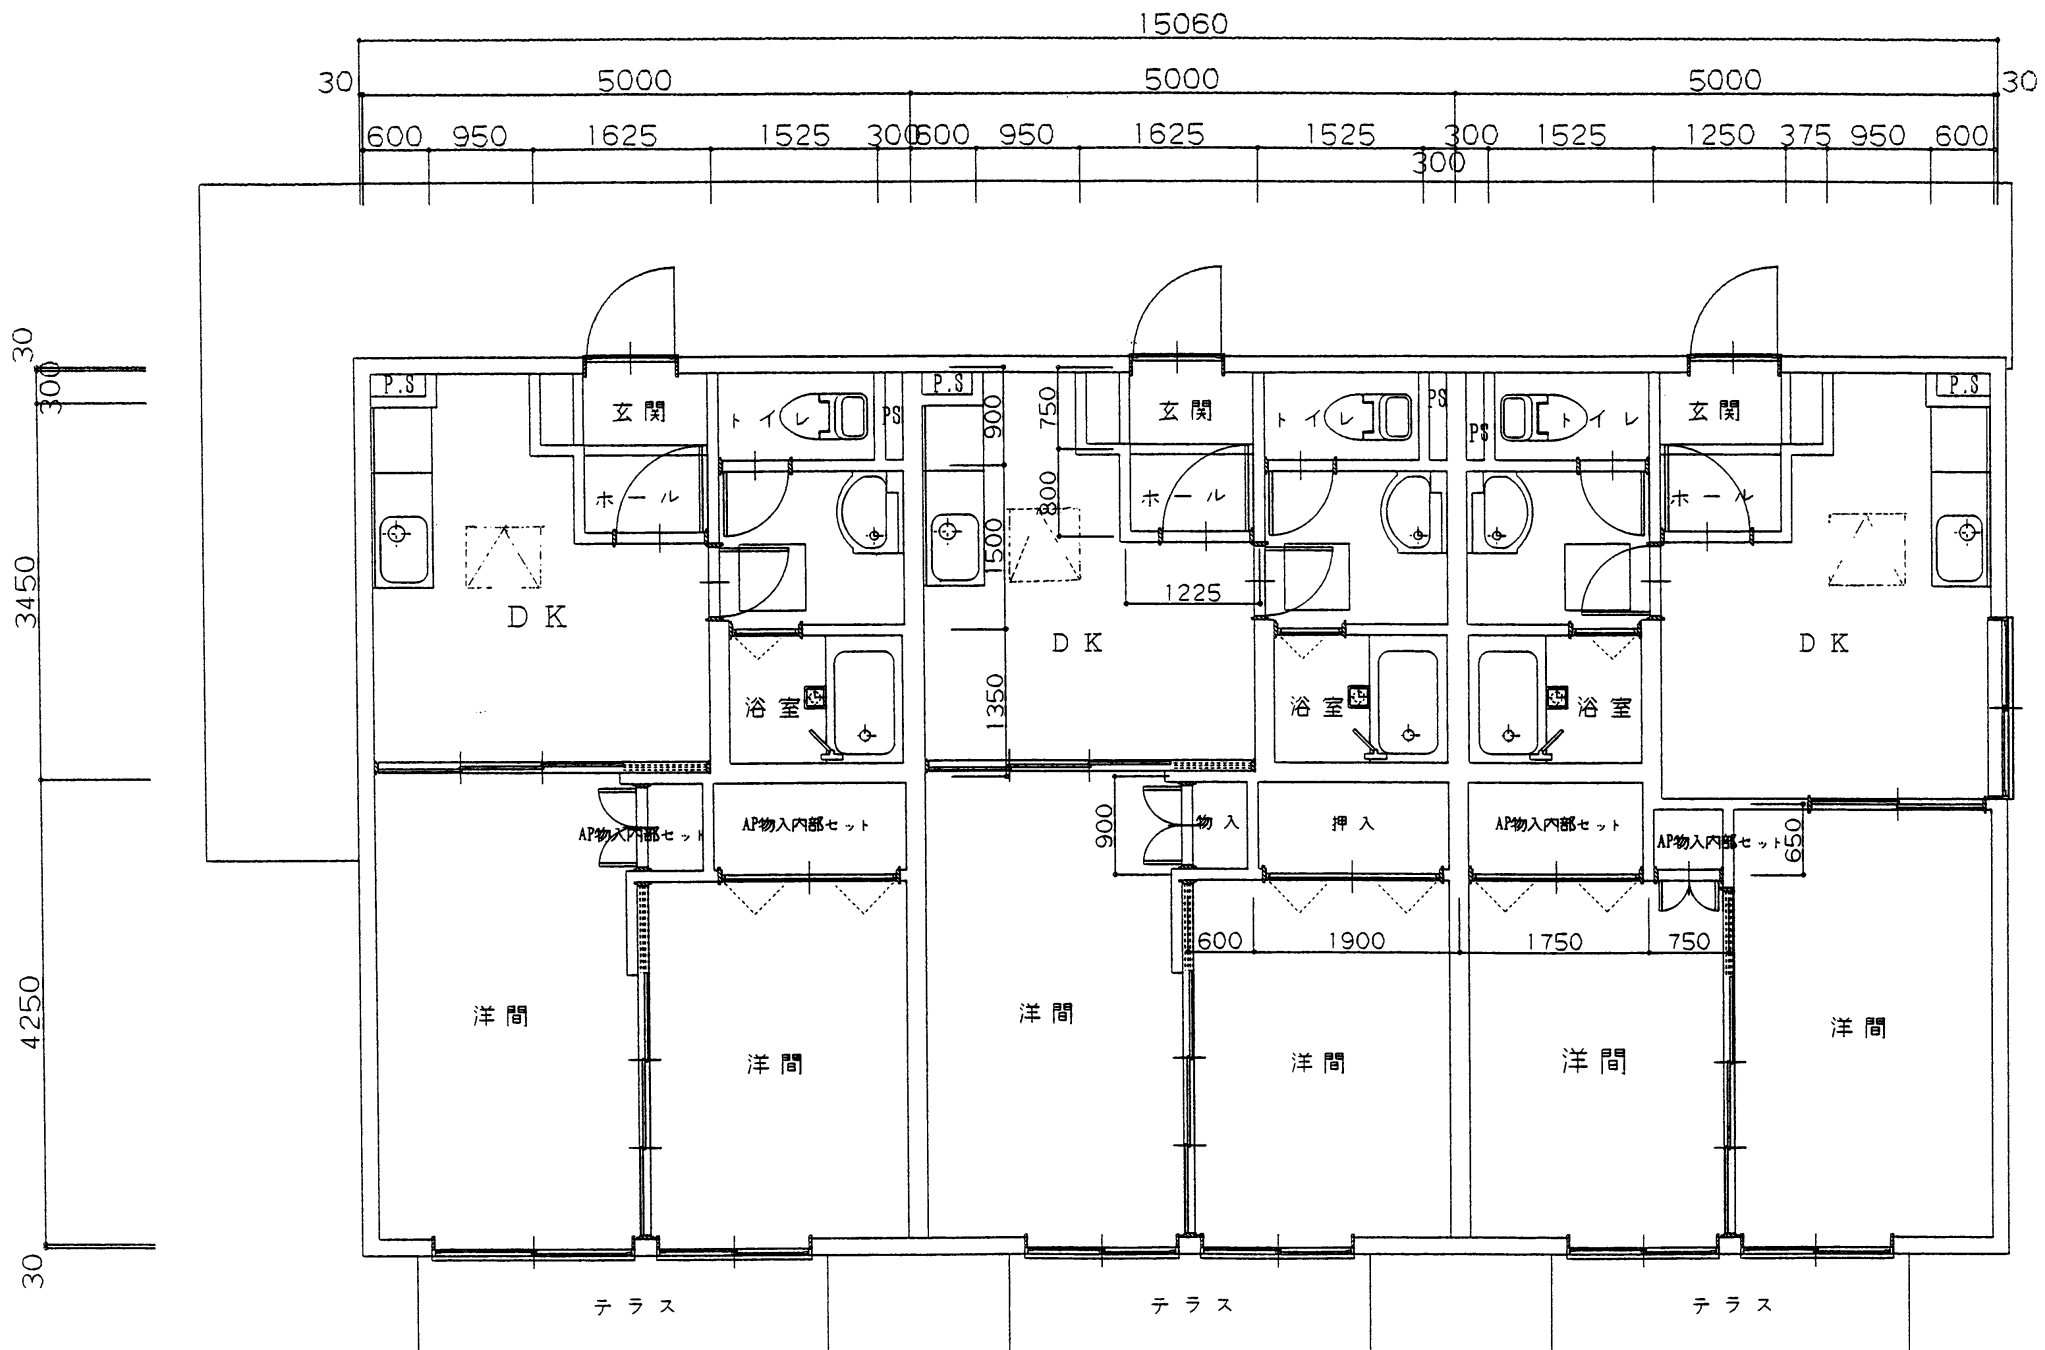 15060
30 5000 5000 5000 30
600 950 1625 1525 300 600 950 1625 1525 300 1525 1250 375 950 600
300
30
300
3450
4250
30
P.S 玄関 トイレ PS P.S 900 750 玄関 トイレ PS PS トイレ 玄関 P.S
ホール 1500 800 ホール ホール
1225
DK DK DK
浴室 1350 浴室 浴室
AP物入内部セット AP物入内部セット 900 物入 押入 AP物入内部セット AP物入内部セット 650
600 1900 1750 750
洋間 洋間 洋間 洋間 洋間 洋間
テラス テラス テラス